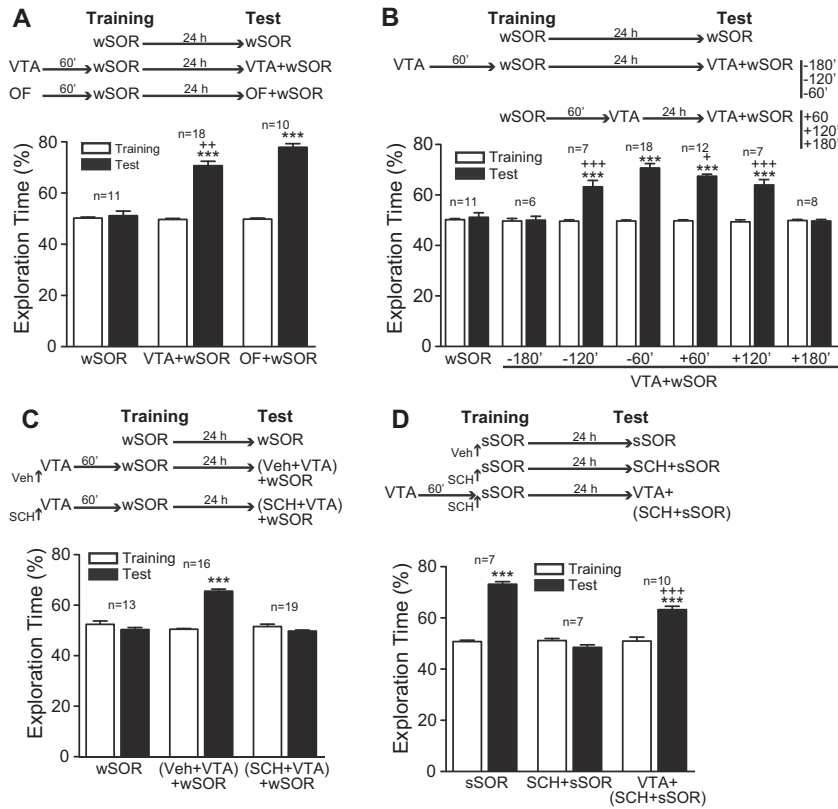 A
Training Test
wSOR 24 h wSOR
VTA 60' wSOR 24 h VTA+wSOR
OF 60' wSOR 24 h OF+wSOR
Exploration Time (%)
80
60
40
20
0
Training
Test
n=11
n=18
++
***
n=10
***
wSOR VTA+wSOR OF+wSOR
B
Training Test
wSOR 24 h wSOR
VTA 60' wSOR 24 h VTA+wSOR
-180'
-120'
-60'
wSOR 60' VTA 24 h VTA+wSOR
+60
+120'
+180'
Exploration Time (%)
80
60
40
20
0
Training
Test
n=11
n=6
n=7
+++
***
n=18
***
n=12
+
***
n=7
+++
***
n=8
wSOR -180' -120' -60' +60' +120' +180'
VTA+wSOR
C
Training Test
wSOR 24 h wSOR
Veh VTA 60' wSOR 24 h (Veh+VTA)
+wSOR
SCH VTA 60' wSOR 24 h (SCH+VTA)
+wSOR
Exploration Time (%)
80
60
40
20
0
Training
Test
n=13
n=16
***
n=19
wSOR (Veh+VTA) (SCH+VTA)
+wSOR +wSOR
D
Training Test
Veh sSOR 24 h sSOR
SCH sSOR 24 h SCH+sSOR
VTA 60' SCH sSOR 24 h VTA+
(SCH+sSOR)
Exploration Time (%)
80
60
40
20
0
Training
Test
n=7
***
n=7
n=10
+++
***
sSOR SCH+sSOR VTA+
(SCH+sSOR)